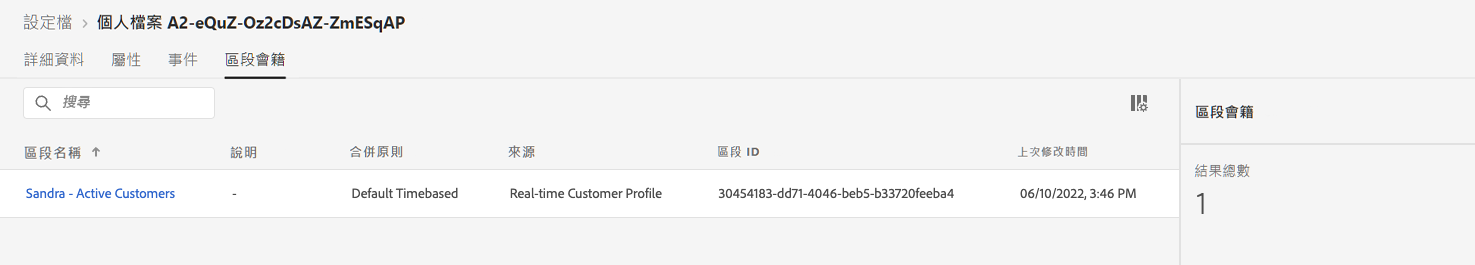 設定檔 > 個人檔案 A2-eQuZ-Oz2cDsAZ-ZmESqAP
詳細資料 屬性 事件 區段會籍
搜尋
區段會籍
區段名稱 ↑ 說明 合併原則 來源 區段 ID 上次修改時間
結果總數
Sandra - Active Customers - Default Timebased Real-time Customer Profile 30454183-dd71-4046-beb5-b33720feeba4 06/10/2022, 3:46 PM
1